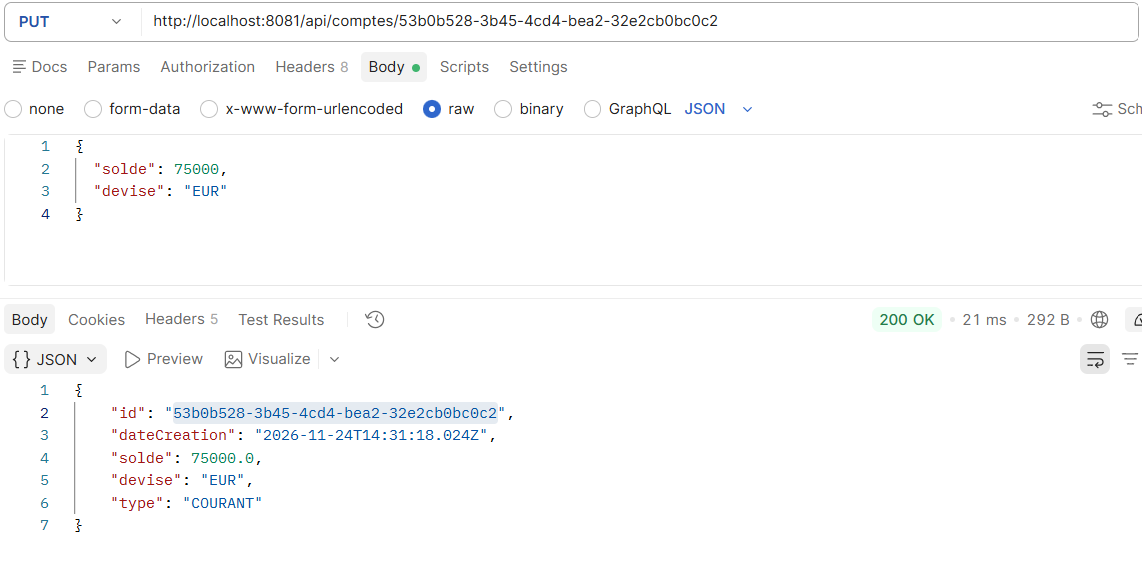 PUT http://localhost:8081/api/comptes/53b0b528-3b45-4cd4-bea2-32e2cb0bc0c2
Docs Params Authorization Headers 8 Body Scripts Settings
none form-data x-www-form-urlencoded raw binary GraphQL JSON Sch
1 {
2 "solde": 75000,
3 "devise": "EUR"
4 }
Body Cookies Headers 5 Test Results 200 OK 21 ms 292 B
{} JSON Preview Visualize
1 {
2 "id": "53b0b528-3b45-4cd4-bea2-32e2cb0bc0c2",
3 "dateCreation": "2026-11-24T14:31:18.024Z",
4 "solde": 75000.0,
5 "devise": "EUR",
6 "type": "COURANT"
7 }